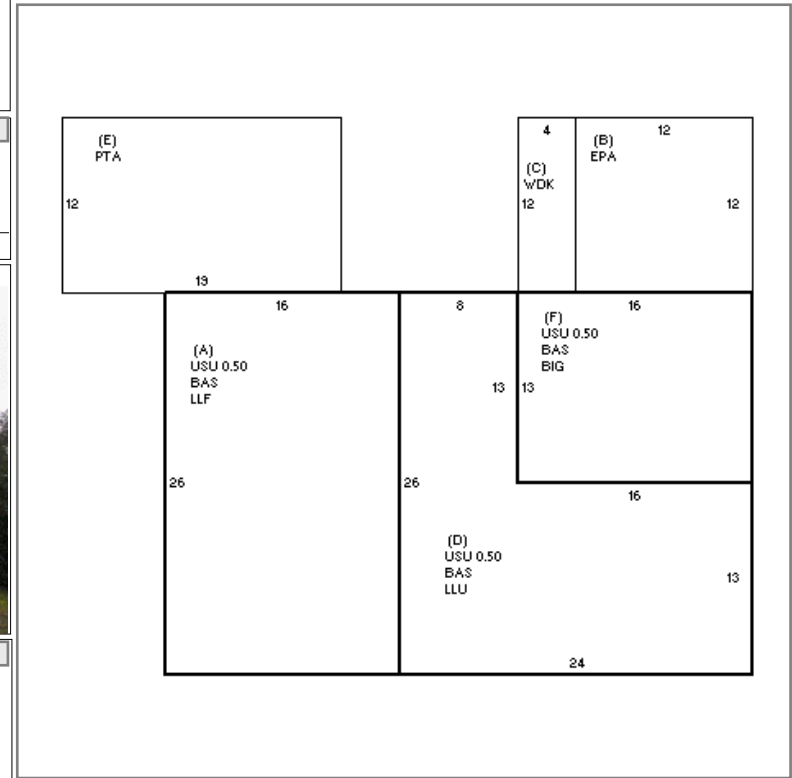 (E)
PTA
12
19
4
(C)
WDK
12
12
(B)
EPA
12
16
(A)
USU 0.50
BAS
LLF
26
8
13
26
(D)
USU 0.50
BAS
LLU
13
24
16
(F)
USU 0.50
BAS
BIG
13
16